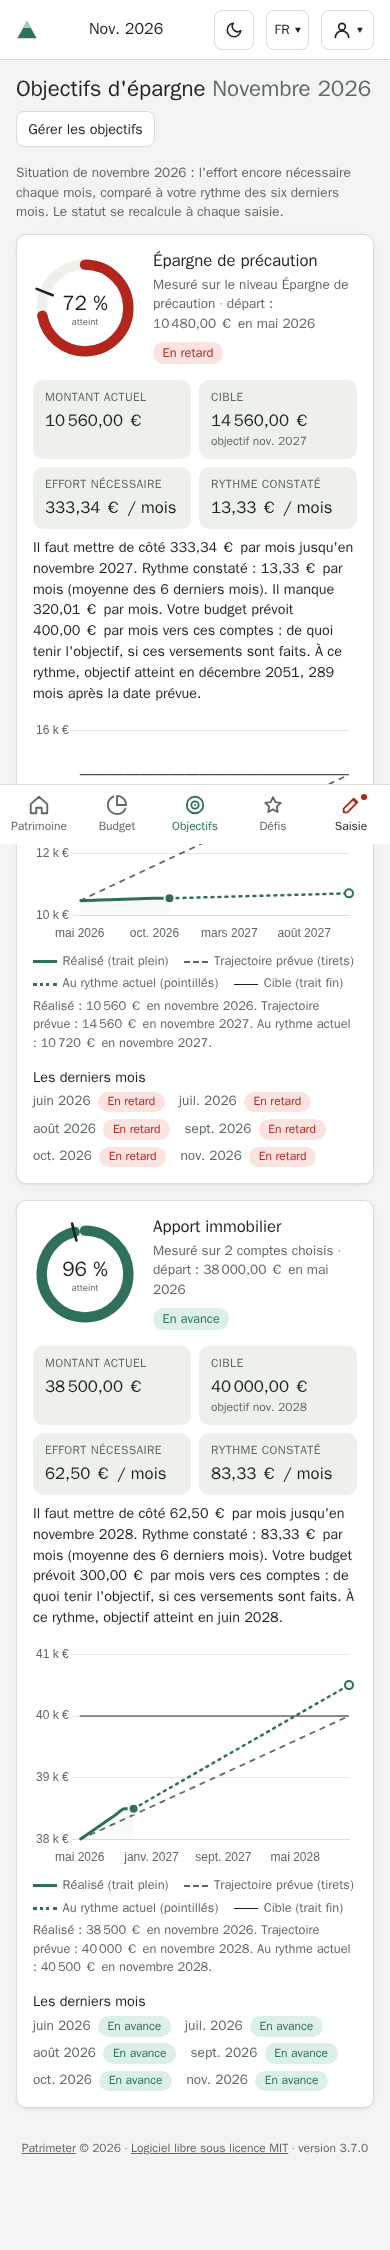 Nov. 2026
FR ▾
▾
Objectifs d'épargne Novembre 2026
Gérer les objectifs
Situation de novembre 2026 : l'effort encore nécessaire
chaque mois, comparé à votre rythme des six derniers
mois. Le statut se recalcule à chaque saisie.
72 %
atteint
Épargne de précaution
Mesuré sur le niveau Épargne de
précaution · départ :
10 480,00 € en mai 2026
En retard
MONTANT ACTUEL
10 560,00 €
CIBLE
14 560,00 €
objectif nov. 2027
EFFORT NÉCESSAIRE
333,34 € / mois
RYTHME CONSTATÉ
13,33 € / mois
Il faut mettre de côté 333,34 € par mois jusqu'en
novembre 2027. Rythme constaté : 13,33 € par
mois (moyenne des 6 derniers mois). Il manque
320,01 € par mois. Votre budget prévoit
400,00 € par mois vers ces comptes : de quoi
tenir l'objectif, si ces versements sont faits. À ce
rythme, objectif atteint en décembre 2051, 289
mois après la date prévue.
16 k €
Patrimoine
Budget
Objectifs
Défis
Saisie
12 k €
10 k €
mai 2026 oct. 2026 mars 2027 août 2027
Réalisé (trait plein) Trajectoire prévue (tirets)
Au rythme actuel (pointillés) Cible (trait fin)
Réalisé : 10 560 € en novembre 2026. Trajectoire
prévue : 14 560 € en novembre 2027. Au rythme actuel
: 10 720 € en novembre 2027.
Les derniers mois
juin 2026 En retard juil. 2026 En retard
août 2026 En retard sept. 2026 En retard
oct. 2026 En retard nov. 2026 En retard
96 %
atteint
Apport immobilier
Mesuré sur 2 comptes choisis ·
départ : 38 000,00 € en mai
2026
En avance
MONTANT ACTUEL
38 500,00 €
CIBLE
40 000,00 €
objectif nov. 2028
EFFORT NÉCESSAIRE
62,50 € / mois
RYTHME CONSTATÉ
83,33 € / mois
Il faut mettre de côté 62,50 € par mois jusqu'en
novembre 2028. Rythme constaté : 83,33 € par
mois (moyenne des 6 derniers mois). Votre budget
prévoit 300,00 € par mois vers ces comptes : de
quoi tenir l'objectif, si ces versements sont faits. À
ce rythme, objectif atteint en juin 2028.
41 k €
40 k €
39 k €
38 k €
mai 2026 janv. 2027 sept. 2027 mai 2028
Réalisé (trait plein) Trajectoire prévue (tirets)
Au rythme actuel (pointillés) Cible (trait fin)
Réalisé : 38 500 € en novembre 2026. Trajectoire
prévue : 40 000 € en novembre 2028. Au rythme actuel
: 40 500 € en novembre 2028.
Les derniers mois
juin 2026 En avance juil. 2026 En avance
août 2026 En avance sept. 2026 En avance
oct. 2026 En avance nov. 2026 En avance
Patrimeter © 2026 · Logiciel libre sous licence MIT · version 3.7.0